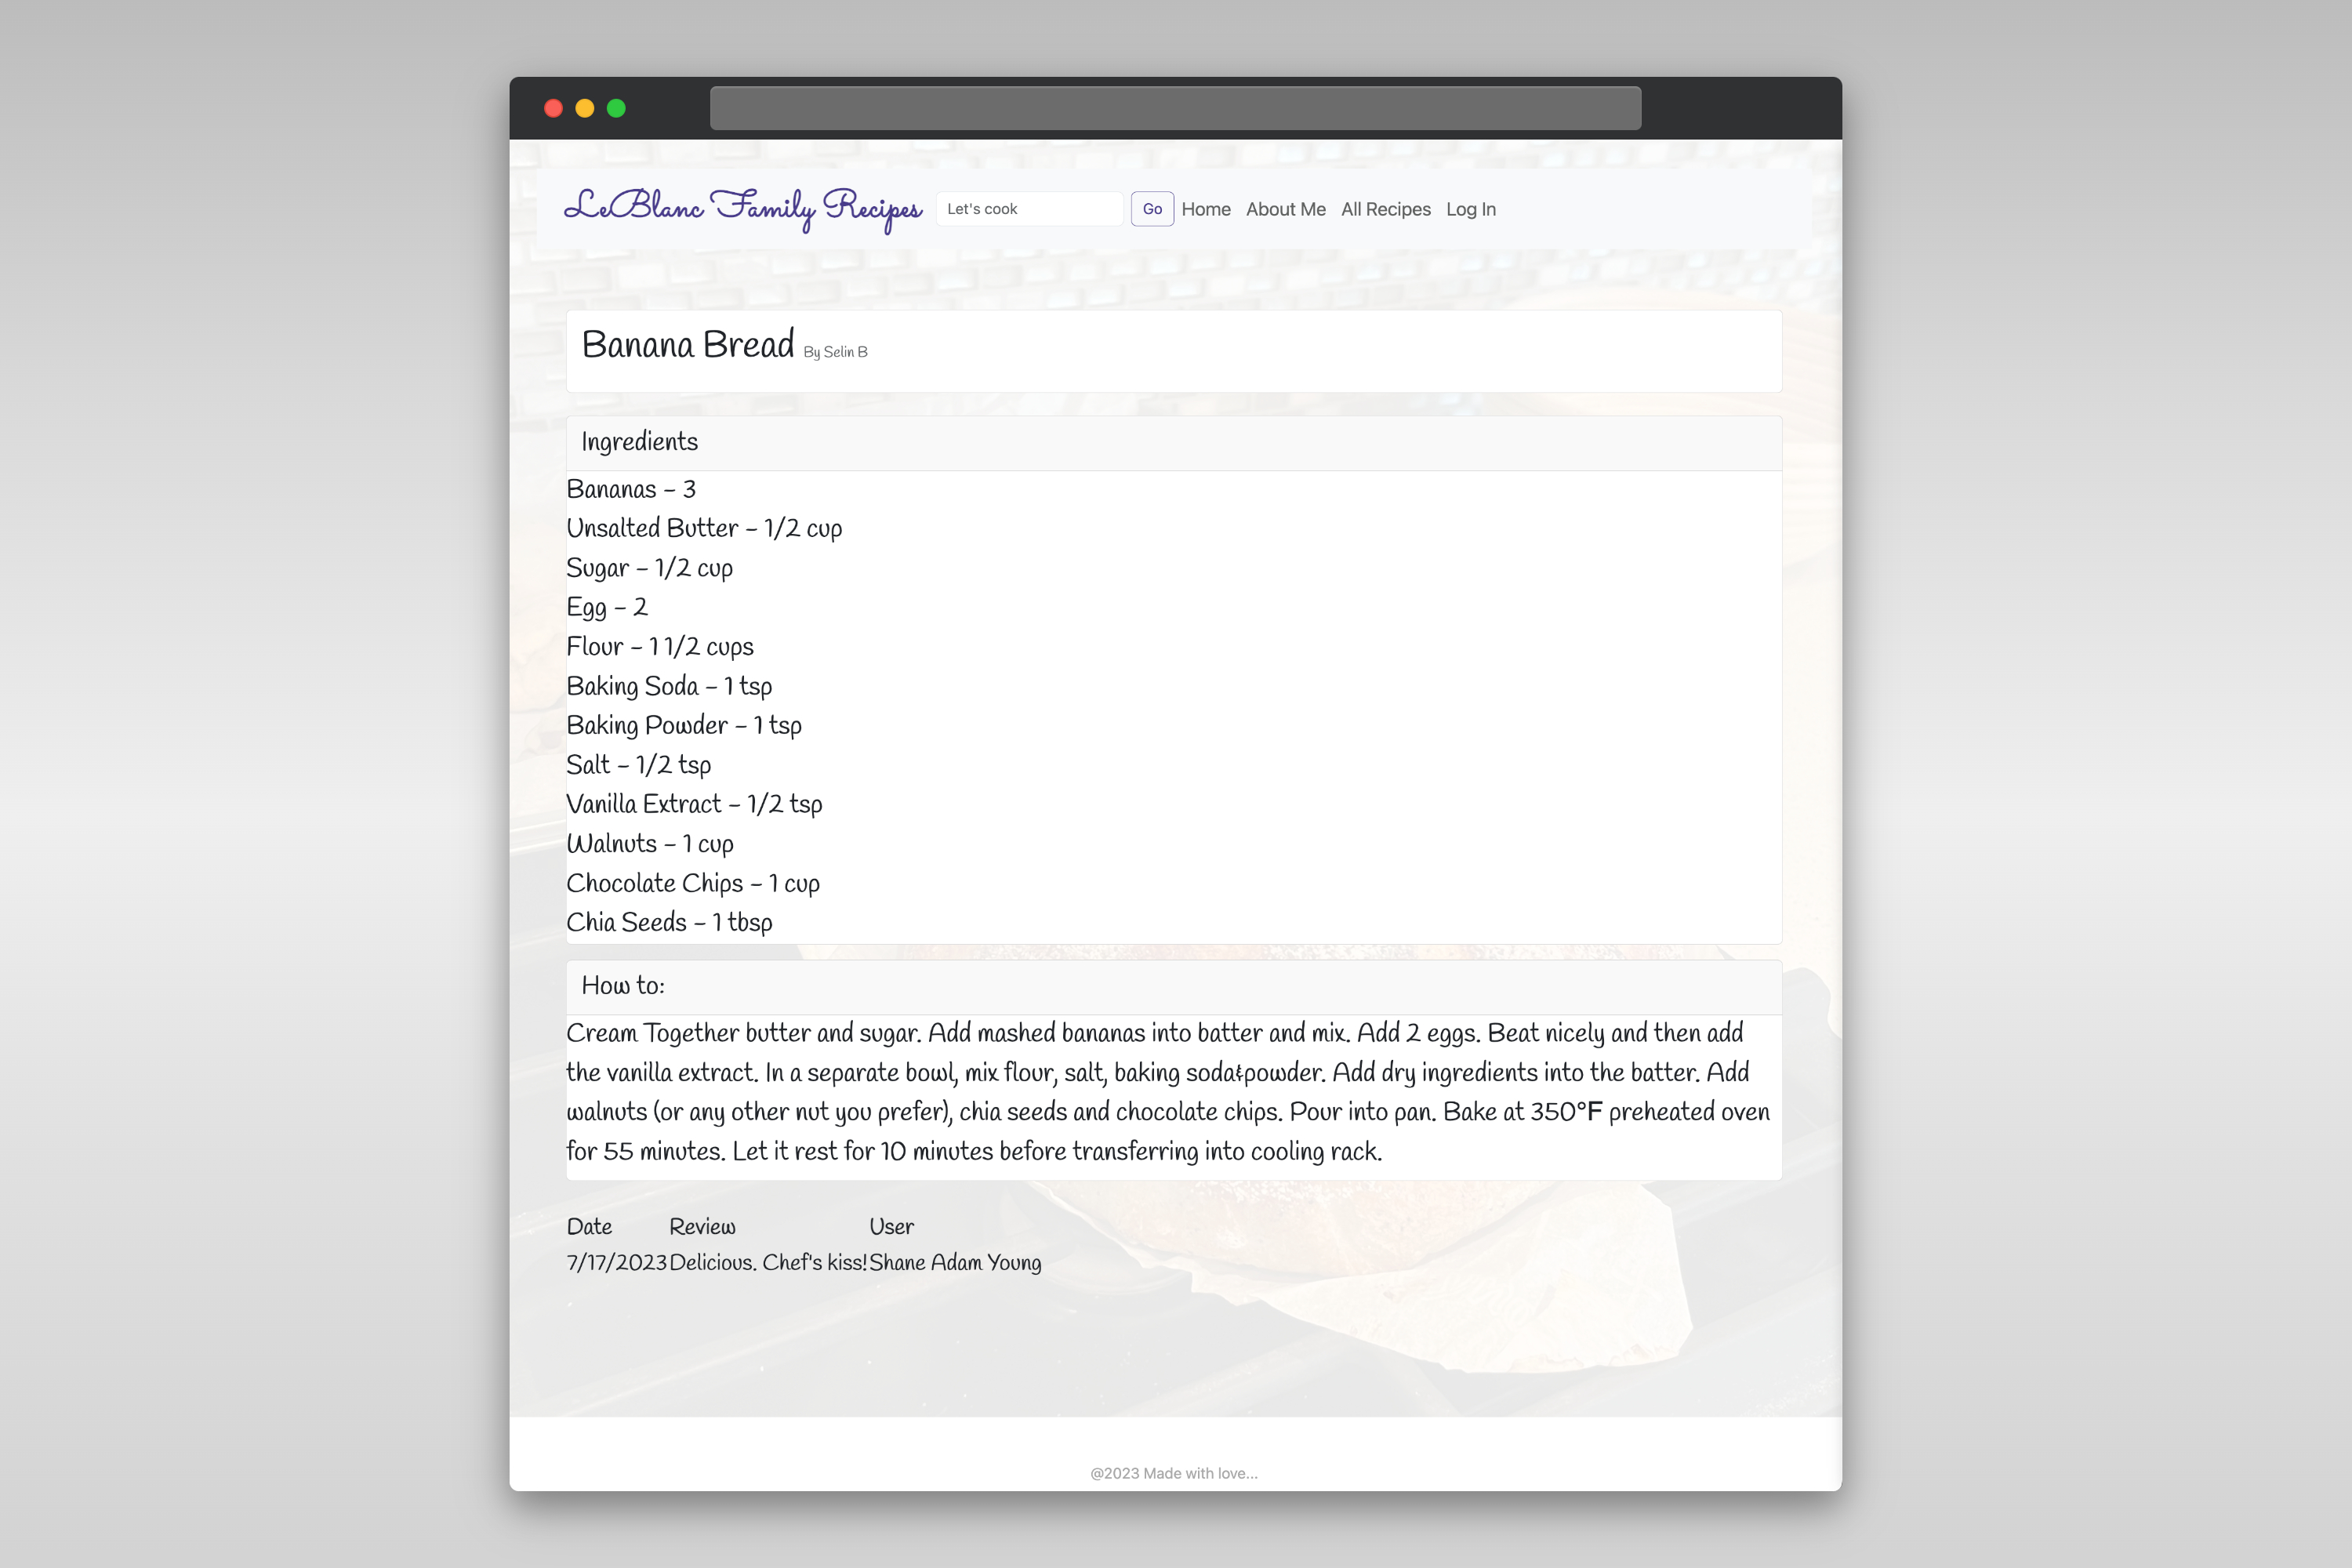 LeBlanc Family Recipes Let's cook Go Home About Me All Recipes Log In
Banana Bread By Selin B
Ingredients
Bananas - 3
Unsalted Butter - 1/2 cup
Sugar - 1/2 cup
Egg - 2
Flour - 1 1/2 cups
Baking Soda - 1 tsp
Baking Powder - 1 tsp
Salt - 1/2 tsp
Vanilla Extract - 1/2 tsp
Walnuts - 1 cup
Chocolate Chips - 1 cup
Chia Seeds - 1 tbsp
How to:
Cream Together butter and sugar. Add mashed bananas into batter and mix. Add 2 eggs. Beat nicely and then add
the vanilla extract. In a separate bowl, mix flour, salt, baking soda&powder. Add dry ingredients into the batter. Add
walnuts (or any other nut you prefer), chia seeds and chocolate chips. Pour into pan. Bake at 350°F preheated oven
for 55 minutes. Let it rest for 10 minutes before transferring into cooling rack.
Date Review User
7/17/2023 Delicious. Chef's kiss! Shane Adam Young
@2023 Made with love...